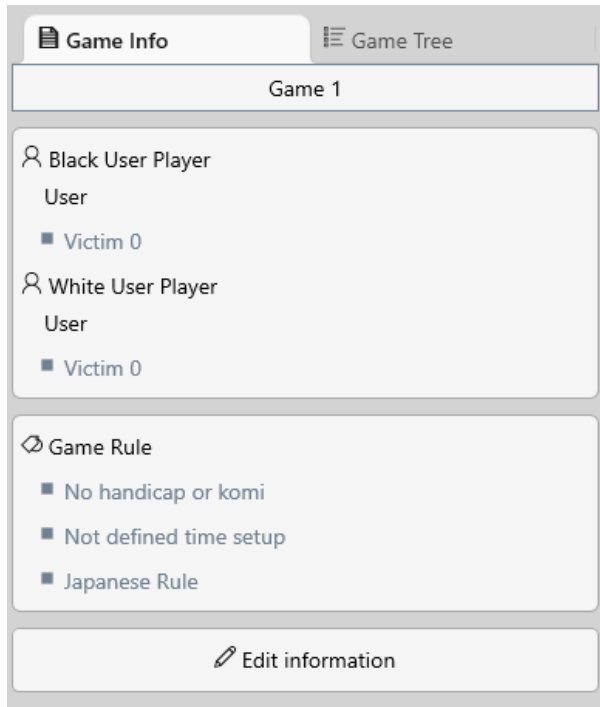 Game Info
Game Tree
Game 1
Black User Player
User
Victim 0
White User Player
User
Victim 0
Game Rule
No handicap or komi
Not defined time setup
Japanese Rule
Edit information